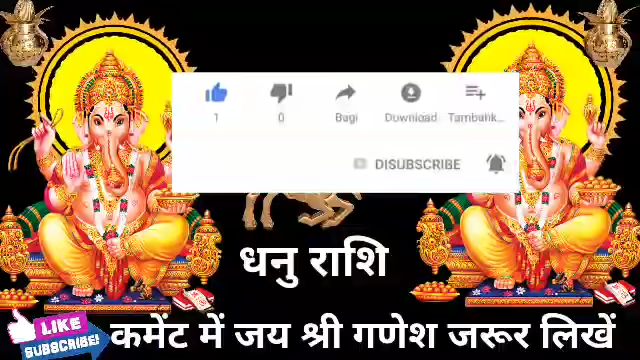 1 0 Bagi Download Tambahk...
DISUBSCRIBE
धनु राशि
LIKE
SUBSCRIBE!
कमेंट में जय श्री गणेश जरूर लिखें